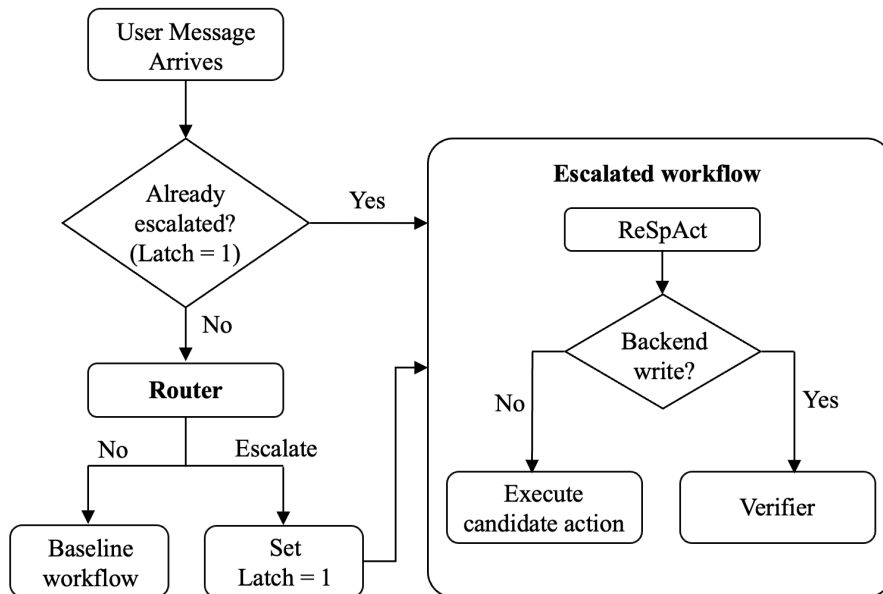 User Message
Arrives
Already
escalated?
(Latch = 1)
Yes
No
Router
No
Escalate
Baseline
workflow
Set
Latch = 1
Escalated workflow
ReSpAct
Backend
write?
No
Yes
Execute
candidate action
Verifier